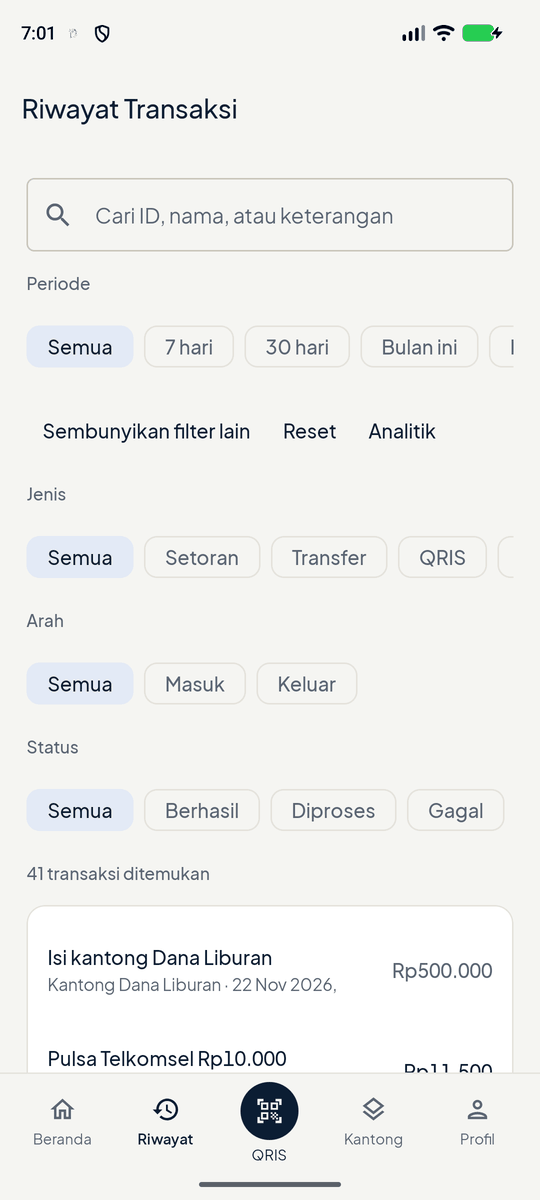 7:01
Riwayat Transaksi
Cari ID, nama, atau keterangan
Periode
Semua 7 hari 30 hari Bulan ini
Sembunyikan filter lain Reset Analitik
Jenis
Semua Setoran Transfer QRIS
Arah
Semua Masuk Keluar
Status
Semua Berhasil Diproses Gagal
41 transaksi ditemukan
Isi kantong Dana Liburan
Rp500.000
Kantong Dana Liburan · 22 Nov 2026,
Pulsa Telkomsel Rp10.000
Rp11.500
Beranda Riwayat QRIS Kantong Profil